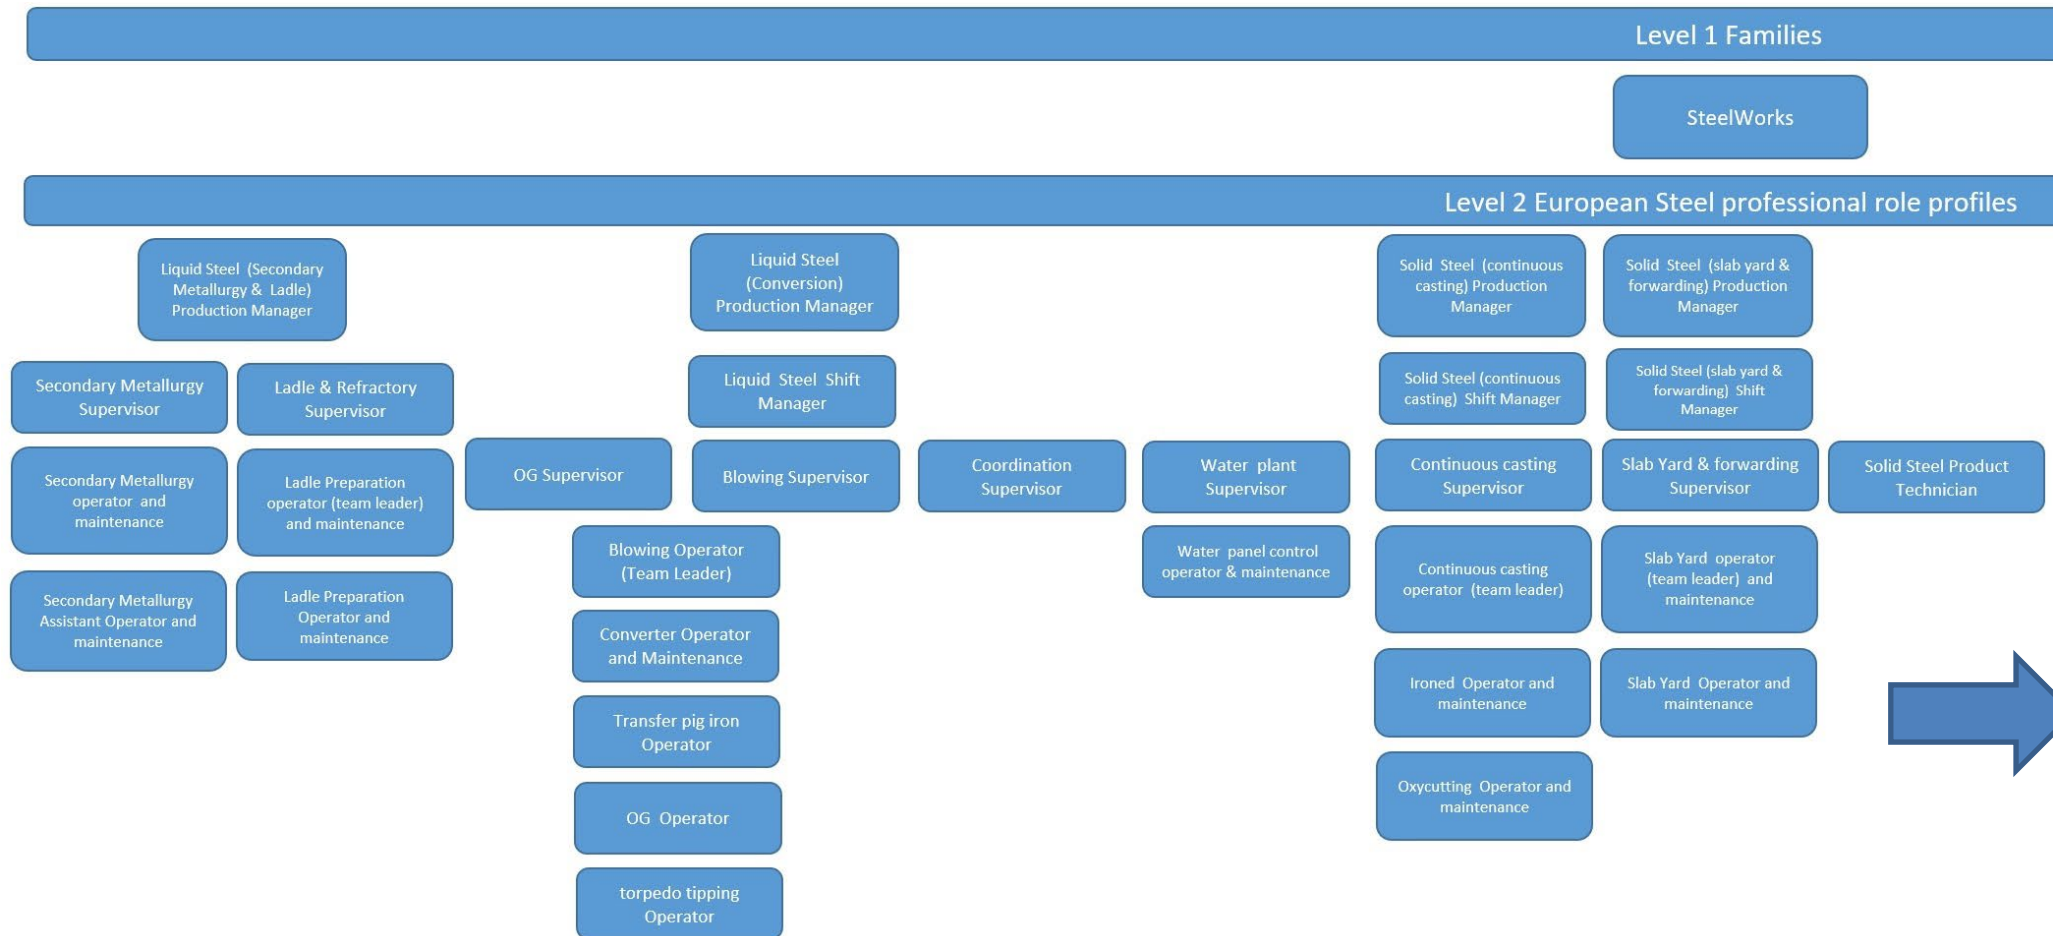 Level 1 Families
SteelWorks
Level 2 European Steel professional role profiles
Liquid Steel (Secondary
Metallurgy & Ladle)
Production Manager
Liquid Steel
(Conversion)
Production Manager
Solid Steel (continuous
casting) Production
Manager
Solid Steel (slab yard &
forwarding) Production
Manager
Secondary Metallurgy
Supervisor
Ladle & Refractory
Supervisor
Liquid Steel Shift
Manager
Solid Steel (continuous
casting) Shift Manager
Solid Steel (slab yard &
forwarding) Shift
Manager
Secondary Metallurgy
operator and
maintenance
Ladle Preparation
operator (team leader)
and maintenance
OG Supervisor
Blowing Supervisor
Coordination
Supervisor
Water plant
Supervisor
Continuous casting
Supervisor
Slab Yard & forwarding
Supervisor
Solid Steel Product
Technician
Blowing Operator
(Team Leader)
Water panel control
operator & maintenance
Continuous casting
operator (team leader)
Slab Yard operator
(team leader) and
maintenance
Secondary Metallurgy
Assistant Operator and
maintenance
Ladle Preparation
Operator and
maintenance
Converter Operator
and Maintenance
Ironed Operator and
maintenance
Slab Yard Operator and
maintenance
Transfer pig iron
Operator
Oxycutting Operator and
maintenance
OG Operator
torpedo tipping
Operator